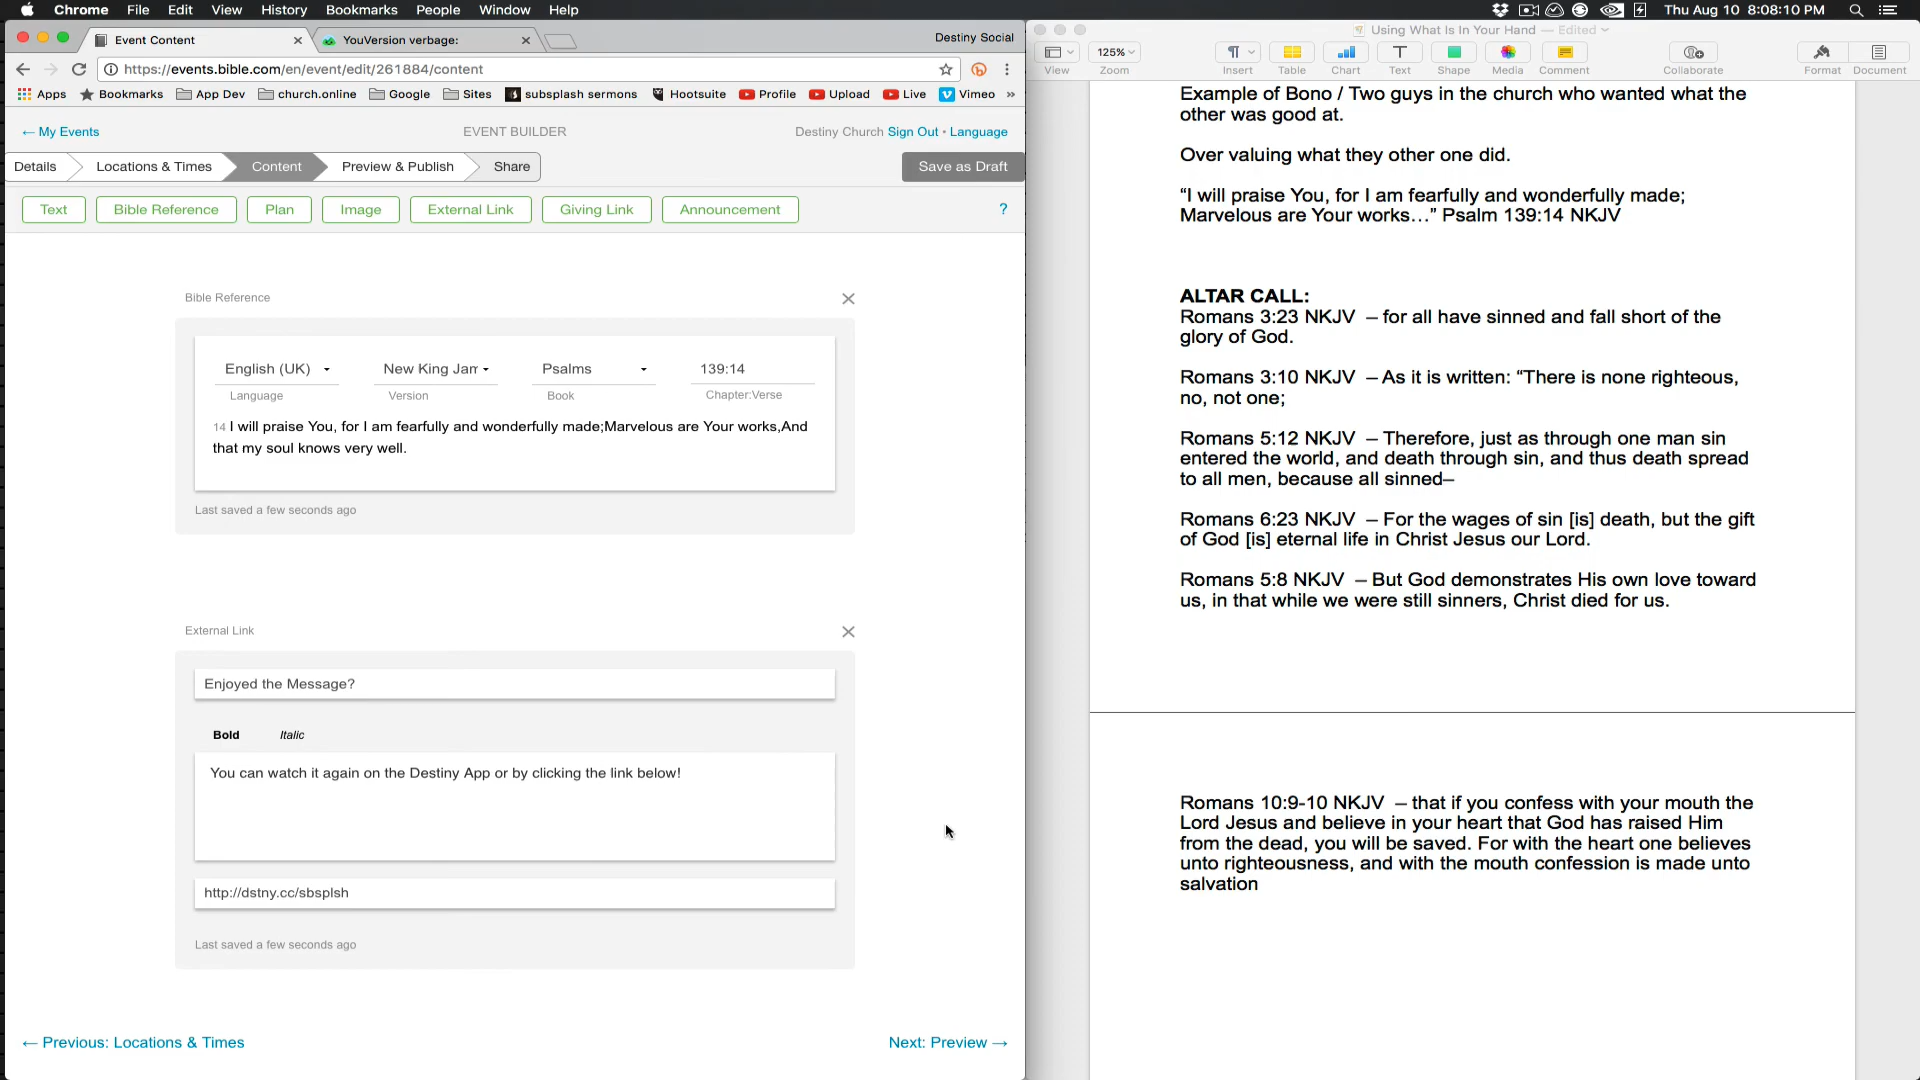 Chrome File Edit View History Bookmarks People Window Help
Thu Aug 10 8:08:10 PM
Event Content
YouVersion verbage:
Destiny Social
https://events.bible.com/en/event/edit/261884/content
Apps Bookmarks App Dev church.online Google Sites subsplash sermons Hootsuite Profile Upload Live Vimeo »
← My Events
EVENT BUILDER
Destiny Church Sign Out • Language
Details Locations & Times Content Preview & Publish Share
Save as Draft
Text Bible Reference Plan Image External Link Giving Link Announcement
?
Bible Reference
English (UK) New King Jam Psalms 139:14
Language Version Book Chapter:Verse
14 I will praise You, for I am fearfully and wonderfully made;Marvelous are Your works,And
that my soul knows very well.
Last saved a few seconds ago
External Link
Enjoyed the Message?
Bold Italic
You can watch it again on the Destiny App or by clicking the link below!
http://dstny.cc/sbsplsh
Last saved a few seconds ago
← Previous: Locations & Times
Next: Preview →
Using What Is In Your Hand — Edited
125%
View Zoom Insert Table Chart Text Shape Media Comment Collaborate Format Document
Example of Bono / Two guys in the church who wanted what the
other was good at.
Over valuing what they other one did.
“I will praise You, for I am fearfully and wonderfully made;
Marvelous are Your works…” Psalm 139:14 NKJV
ALTAR CALL:
Romans 3:23 NKJV – for all have sinned and fall short of the
glory of God.
Romans 3:10 NKJV – As it is written: “There is none righteous,
no, not one;
Romans 5:12 NKJV – Therefore, just as through one man sin
entered the world, and death through sin, and thus death spread
to all men, because all sinned–
Romans 6:23 NKJV – For the wages of sin [is] death, but the gift
of God [is] eternal life in Christ Jesus our Lord.
Romans 5:8 NKJV – But God demonstrates His own love toward
us, in that while we were still sinners, Christ died for us.
Romans 10:9-10 NKJV – that if you confess with your mouth the
Lord Jesus and believe in your heart that God has raised Him
from the dead, you will be saved. For with the heart one believes
unto righteousness, and with the mouth confession is made unto
salvation